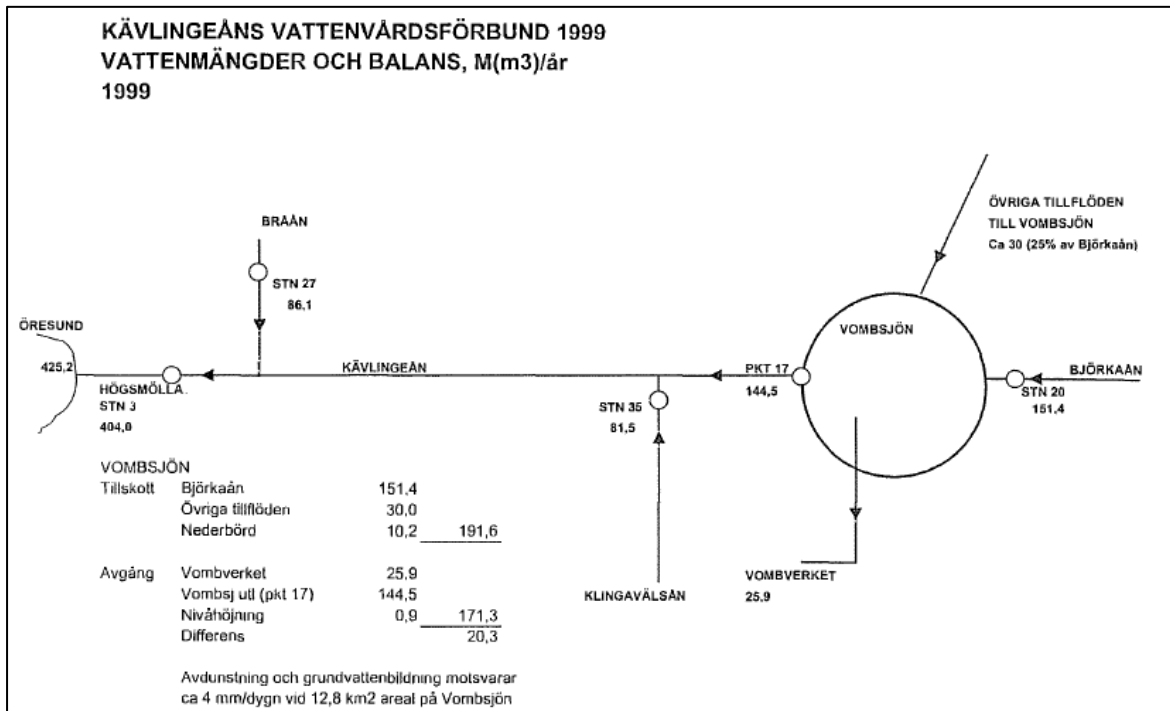 KÄVLINGEÅNS VATTENVÅRDSFÖRBUND 1999
VATTENMÄNGDER OCH BALANS, M(m3)/år
1999
ÖVRIGA TILLFLÖDEN
TILL VOMBSJÖN
Ca 30 (25% av Björkaån)
BRAÅN
STN 27
86,1
ÖRESUND
425,2
HÖGSMÖLLA.
STN 3
404,0
KÄVLINGEÅN
STN 35
81,5
KLINGAVÄLSÅN
PKT 17
144,5
VOMBSJÖN
BJÖRKAÅN
STN 20
151,4
VOMBVERKET
25,9
VOMBSJÖN
Tillskott Björkaån 151,4
Övriga tillflöden 30,0
Nederbörd 10,2 191,6
Avgång Vombverket 25,9
Vombsj utl (pkt 17) 144,5
Nivåhöjning 0,9 171,3
Differens 20,3
Avdunstning och grundvattenbildning motsvarar
ca 4 mm/dygn vid 12,8 km2 areal på Vombsjön